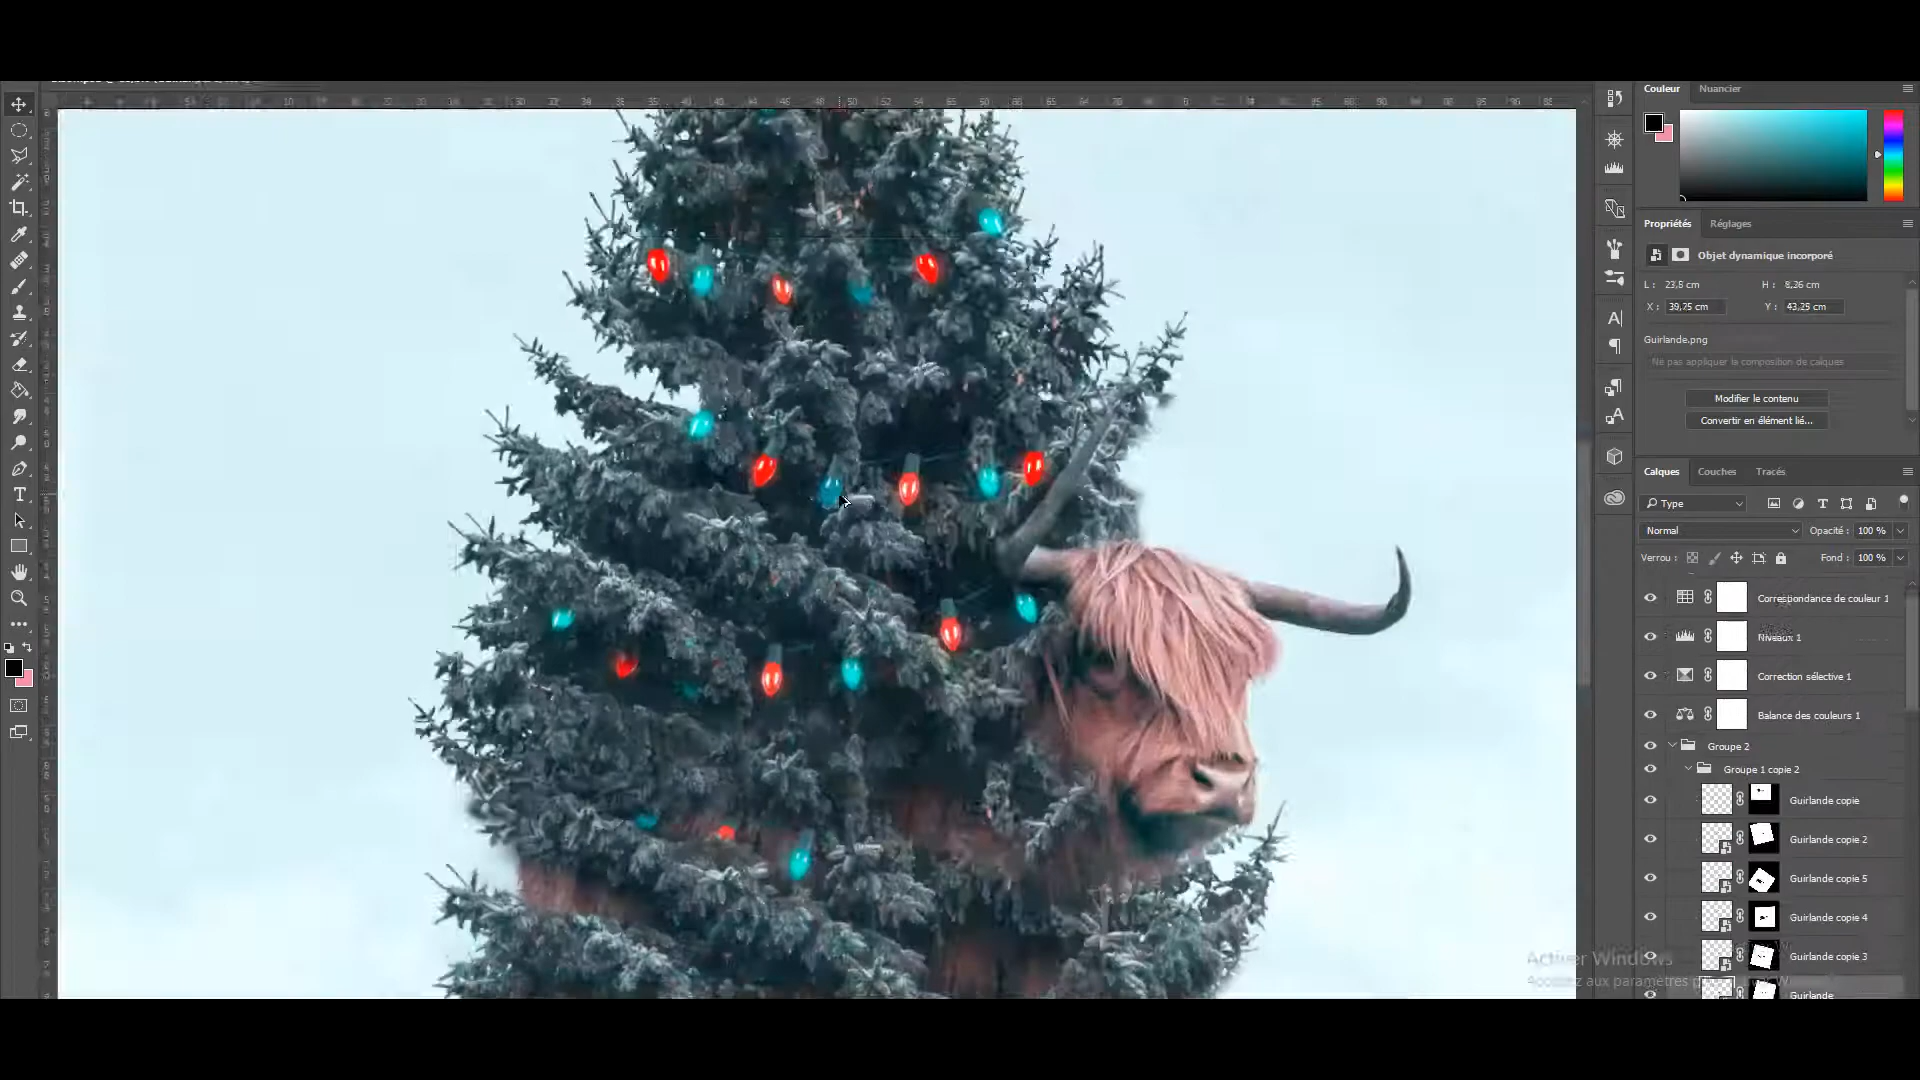 Couleur
Nuancier
Propriétés
Réglages
Objet dynamique incorporé
L : 23,5 cm
H : 8,26 cm
X : 39,75 cm
Y : 43,25 cm
Guirlande.png
Ne pas appliquer la composition de calques
Modifier le contenu
Convertir en élément lié...
Calques
Couches
Tracés
Type
Normal
Opacité : 100 %
Verrou :
Fond : 100 %
Correspondance de couleur 1
Niveaux 1
Correction sélective 1
Balance des couleurs 1
Groupe 2
Groupe 1 copie 2
Guirlande copie
Guirlande copie 2
Guirlande copie 5
Guirlande copie 4
Guirlande copie 3
Guirlande
Activer Windows
Accédez aux paramètres